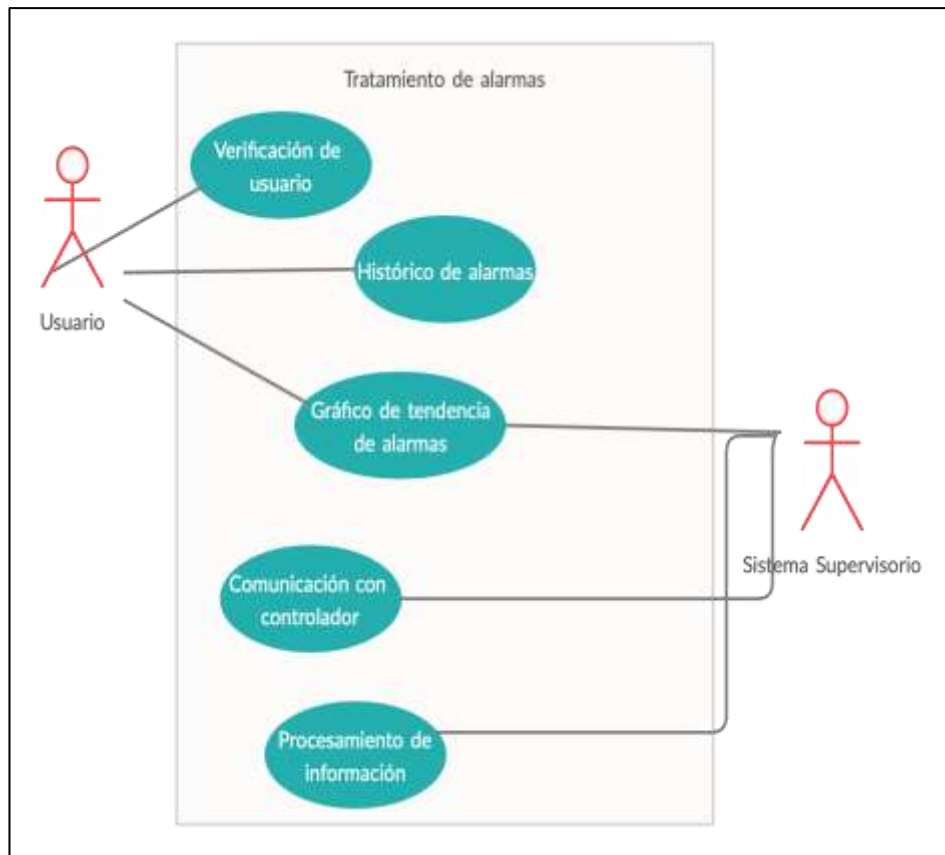 Tratamiento de alarmas
Verificación de
usuario
Histórico de alarmas
Usuario
Gráfico de tendencia
de alarmas
Sistema Supervisorio
Comunicación con
controlador
Procesamiento de
información